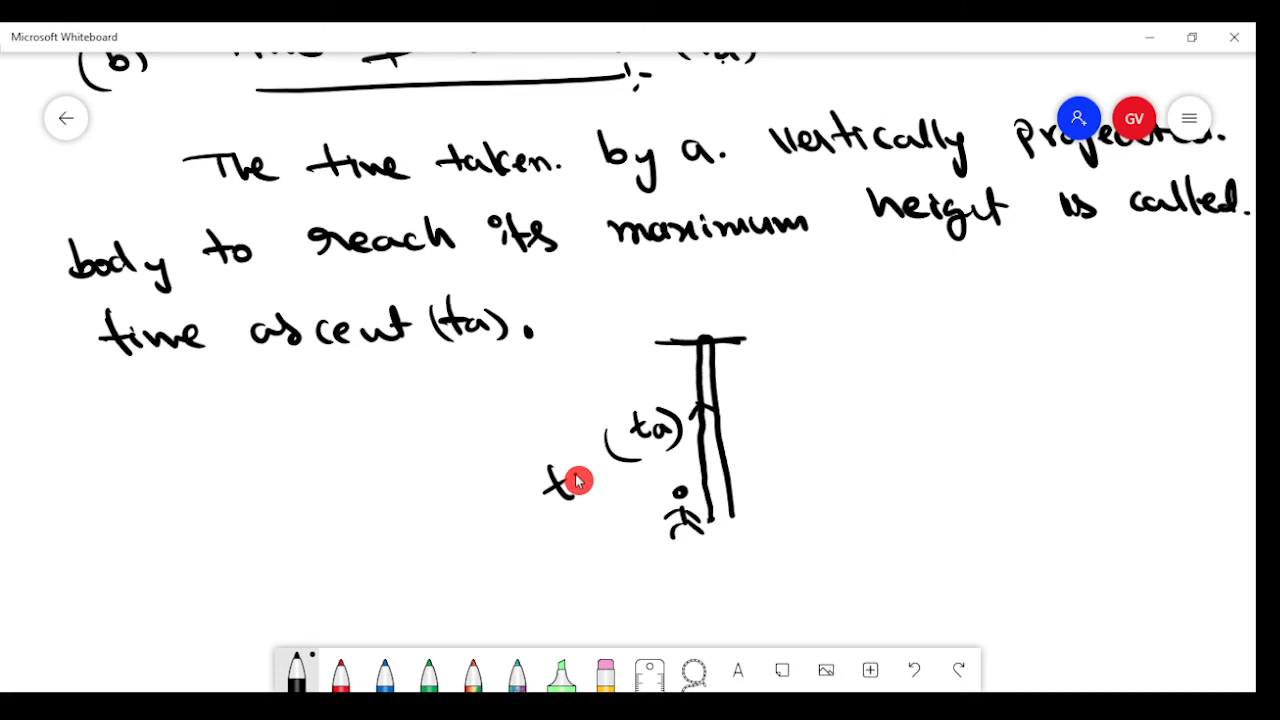 Microsoft Whiteboard
(b)
GV
The time taken. by a. vertically projected.
body to reach its maximum height is called.
time ascent (ta).
(ta)
t
A